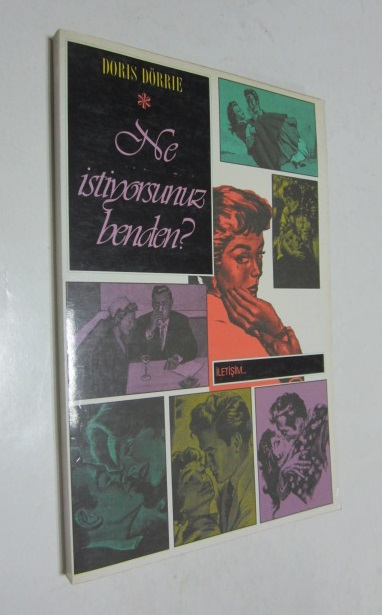 DORIS DÖRRIE
*
Ne
istiyorsunuz
benden?
İLETİŞİM..